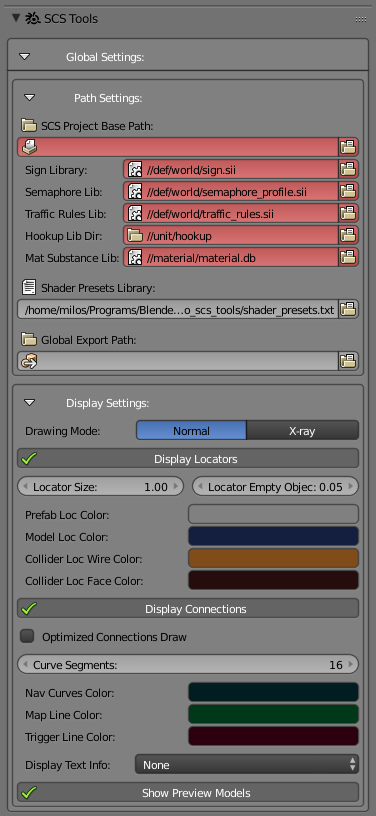 SCS Tools
Global Settings:
Path Settings:
SCS Project Base Path:
Sign Library: //def/world/sign.sii
Semaphore Lib: //def/world/semaphore_profile.sii
Traffic Rules Lib: //def/world/traffic_rules.sii
Hookup Lib Dir: //unit/hookup
Mat Substance Lib: //material/material.db
Shader Presets Library:
/home/milos/Programs/Blende...o_scs_tools/shader_presets.txt
Global Export Path:
Display Settings:
Drawing Mode: Normal X-ray
Display Locators
Locator Size: 1.00 Locator Empty Objec: 0.05
Prefab Loc Color:
Model Loc Color:
Collider Loc Wire Color:
Collider Loc Face Color:
Display Connections
Optimized Connections Draw
Curve Segments: 16
Nav Curves Color:
Map Line Color:
Trigger Line Color:
Display Text Info: None
Show Preview Models